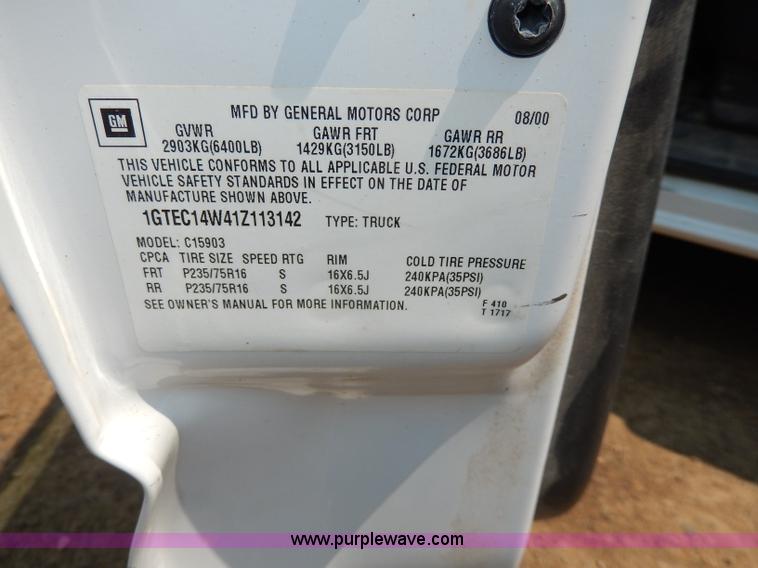 GM
MFD BY GENERAL MOTORS CORP 08/00
GVWR GAWR FRT GAWR RR
2903KG(6400LB) 1429KG(3150LB) 1672KG(3686LB)
THIS VEHICLE CONFORMS TO ALL APPLICABLE U.S. FEDERAL MOTOR
VEHICLE SAFETY STANDARDS IN EFFECT ON THE DATE OF
MANUFACTURE SHOWN ABOVE.
1GTEC14W41Z113142 TYPE: TRUCK
MODEL: C15903
CPCA TIRE SIZE SPEED RTG RIM COLD TIRE PRESSURE
FRT P235/75R16 S 16X6.5J 240KPA(35PSI)
RR P235/75R16 S 16X6.5J 240KPA(35PSI)
SEE OWNER'S MANUAL FOR MORE INFORMATION. F 410
T 1717
www.purplewave.com